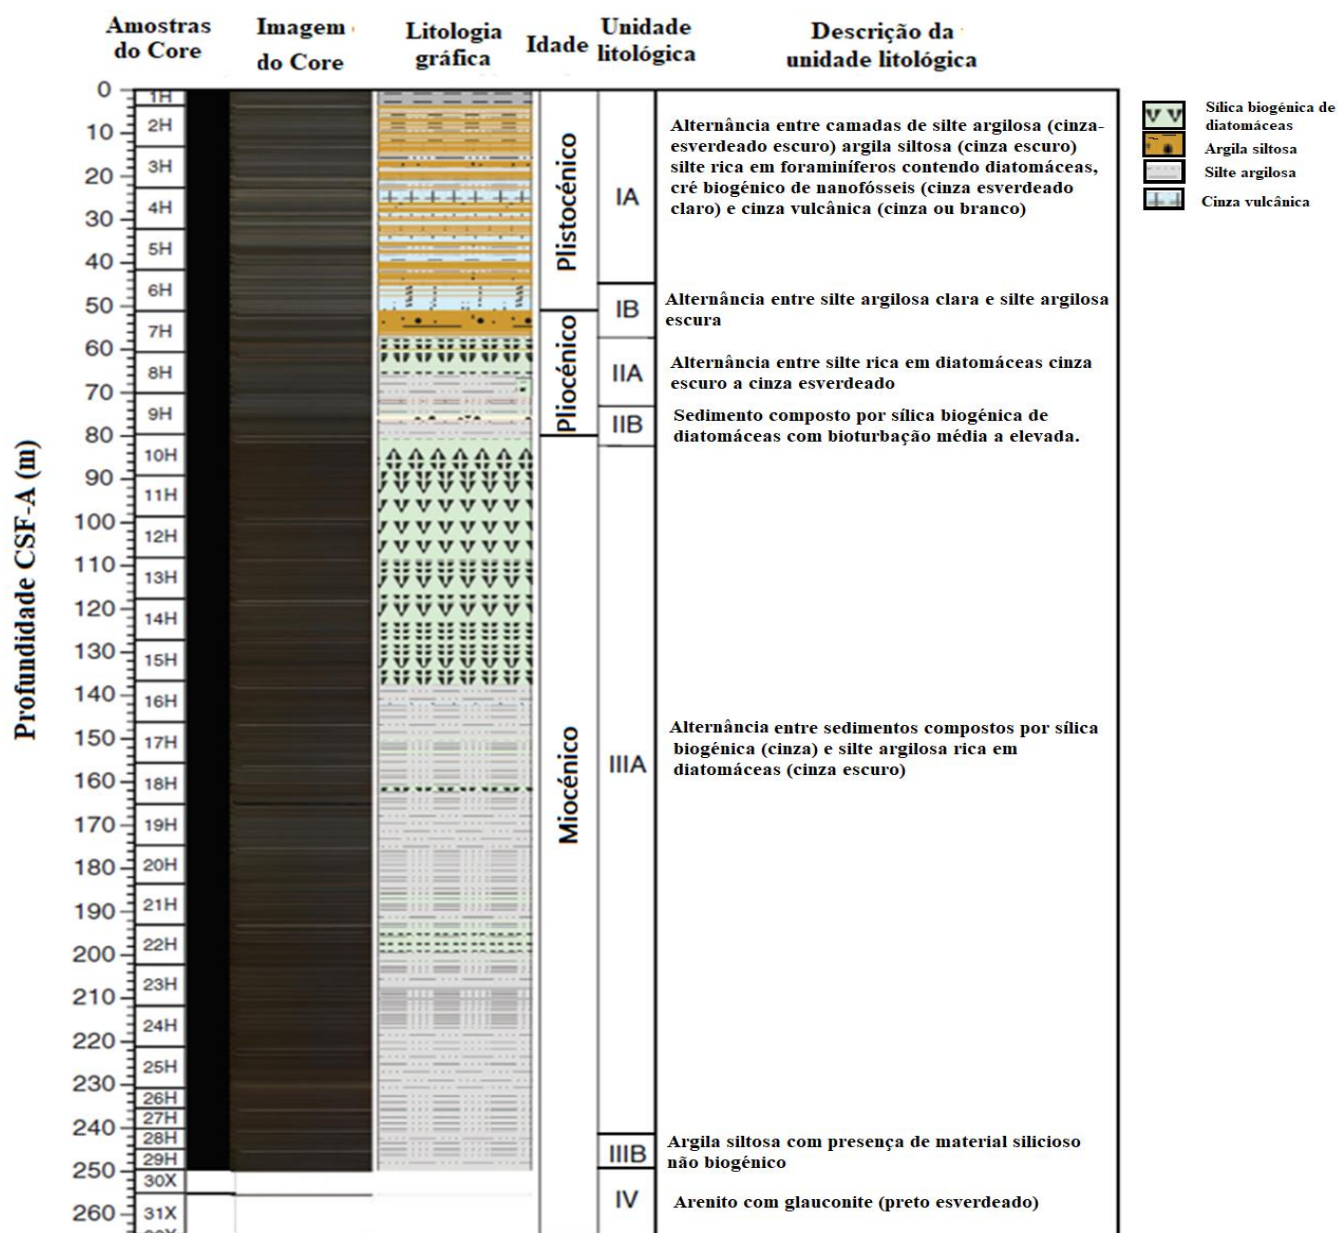 Amostras do Core
Imagem do Core
Litologia gráfica
Idade
Unidade litológica
Descrição da unidade litológica
Profundidade CSF-A (m)
0
10
20
30
40
50
60
70
80
90
100
110
120
130
140
150
160
170
180
190
200
210
220
230
240
250
260
1H
2H
3H
4H
5H
6H
7H
8H
9H
10H
11H
12H
13H
14H
15H
16H
17H
18H
19H
20H
21H
22H
23H
24H
25H
26H
27H
28H
29H
30X
31X
Plistocénico
Pliocénico
Miocénico
IA
IB
IIA
IIB
IIIA
IIIB
IV
Alternância entre camadas de silte argilosa (cinza-
esverdeado escuro) argila siltosa (cinza escuro)
silte rica em foraminíferos contendo diatomáceas,
cré biogénico de nanofósseis (cinza esverdeado
claro) e cinza vulcânica (cinza ou branco)
Alternância entre silte argilosa clara e silte argilosa
escura
Alternância entre silte rica em diatomáceas cinza
escuro a cinza esverdeado
Sedimento composto por sílica biogénica de
diatomáceas com bioturbação média a elevada.
Alternância entre sedimentos compostos por sílica
biogénica (cinza) e silte argilosa rica em
diatomáceas (cinza escuro)
Argila siltosa com presença de material silicioso
não biogénico
Arenito com glauconite (preto esverdeado)
Sílica biogénica de
diatomáceas
Argila siltosa
Silte argilosa
Cinza vulcânica